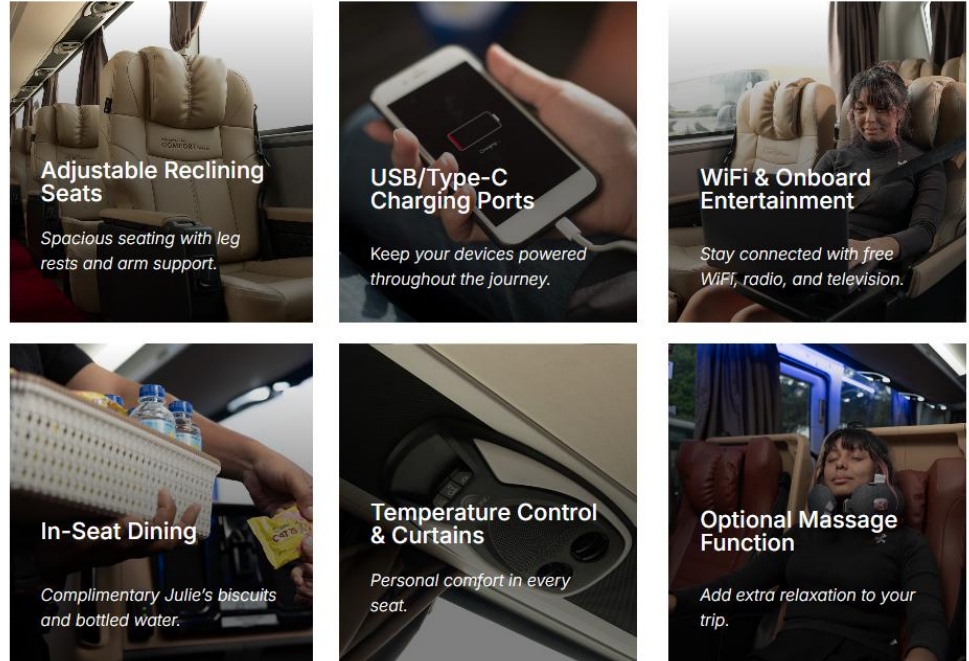 COMFORT
Adjustable Reclining
Seats
Spacious seating with leg
rests and arm support.
Charging...
USB/Type-C
Charging Ports
Keep your devices powered
throughout the journey.
WiFi & Onboard
Entertainment
Stay connected with free
WiFi, radio, and television.
In-Seat Dining
Complimentary Julie's biscuits
and bottled water.
Temperature Control
& Curtains
Personal comfort in every
seat.
Optional Massage
Function
Add extra relaxation to your
trip.